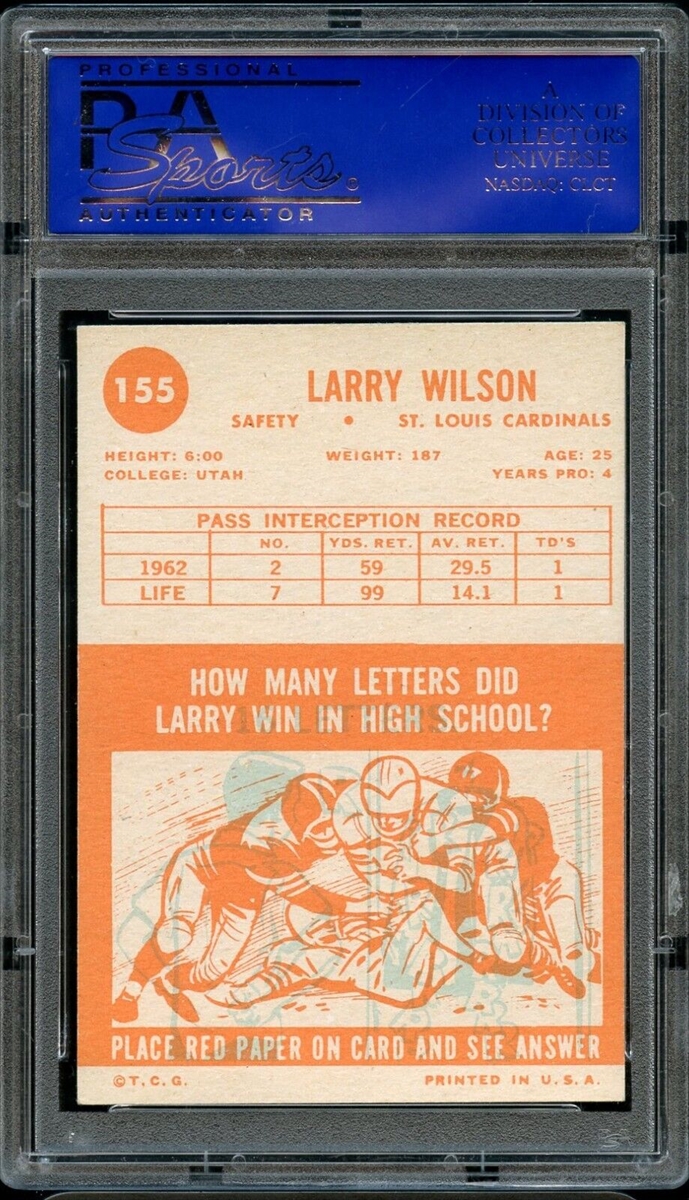 PROFESSIONAL
PSA
Sports
AUTHENTICATOR
A
DIVISION OF
COLLECTORS
UNIVERSE
NASDAQ: CLCT
155
LARRY WILSON
SAFETY • ST. LOUIS CARDINALS
HEIGHT: 6:00 WEIGHT: 187 AGE: 25
COLLEGE: UTAH YEARS PRO: 4
PASS INTERCEPTION RECORD
NO. YDS. RET. AV. RET. TD'S
1962 2 59 29.5 1
LIFE 7 99 14.1 1
HOW MANY LETTERS DID
LARRY WIN IN HIGH SCHOOL?
PLACE RED PAPER ON CARD AND SEE ANSWER
©T.C.G. PRINTED IN U.S.A.